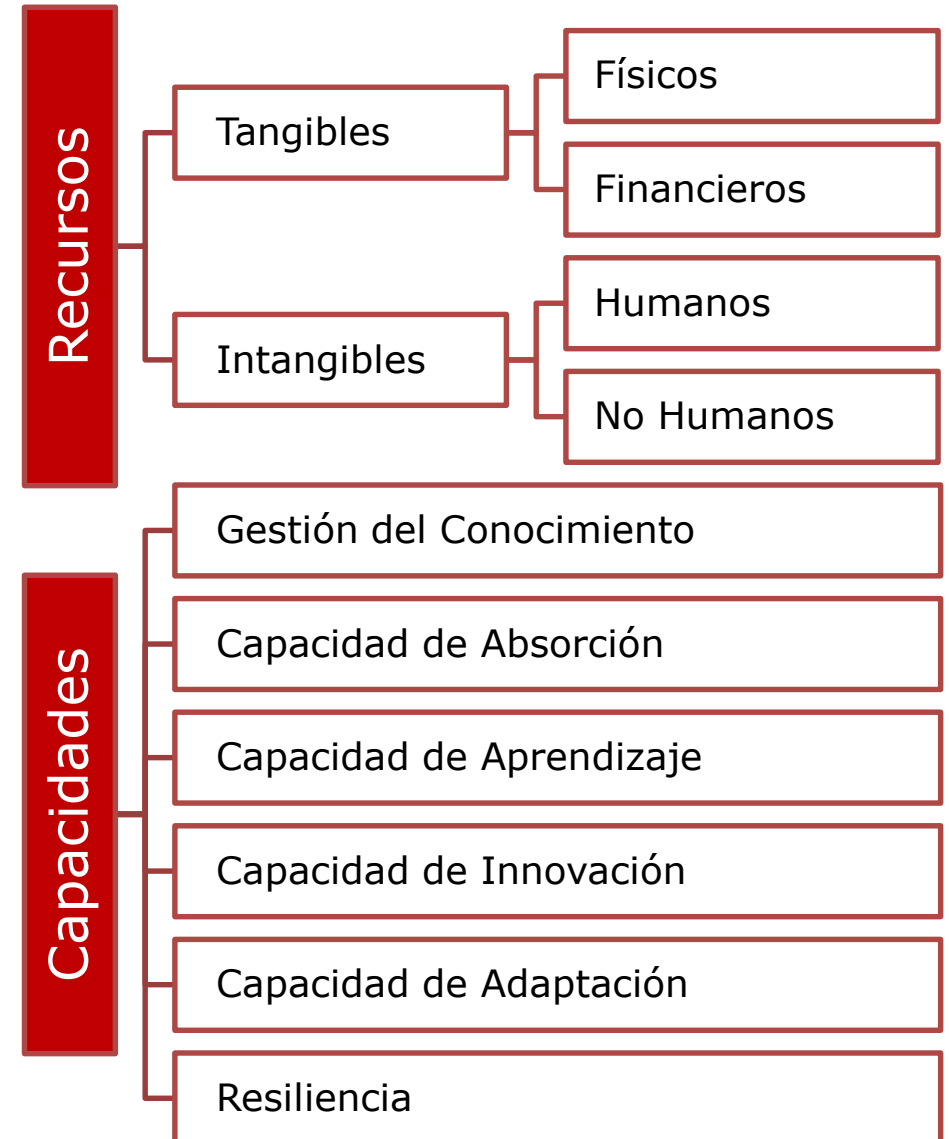 Recursos
Tangibles
Físicos
Financieros
Intangibles
Humanos
No Humanos
Capacidades
Gestión del Conocimiento
Capacidad de Absorción
Capacidad de Aprendizaje
Capacidad de Innovación
Capacidad de Adaptación
Resiliencia